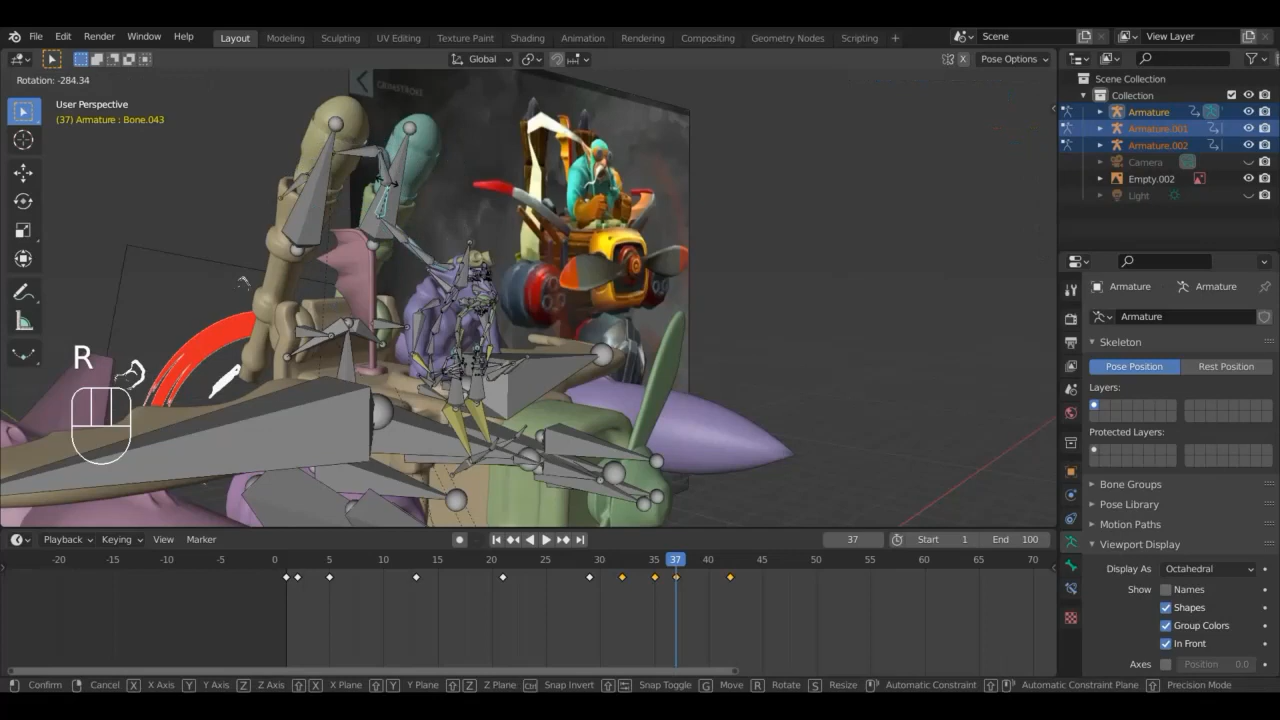 File Edit Render Window Help Layout Modeling Sculpting UV Editing Texture Paint Shading Animation Rendering Compositing Geometry Nodes Scripting + Scene View Layer
Global X Pose Options
Rotation: -284.34
GRIMSTROKE
User Perspective
(37) Armature : Bone.043
R
Scene Collection
Collection
Armature
Armature.001
Armature.002
Camera
Empty.002
Light
Armature Armature
Armature
Skeleton
Pose Position Rest Position
Layers:
Protected Layers:
Bone Groups
Pose Library
Motion Paths
Viewport Display
Display As Octahedral
Show Names
Shapes
Group Colors
In Front
Axes Position 0.0
Playback Keying View Marker 37 Start 1 End 100
-20 -15 -10 -5 0 5 10 15 20 25 30 35 37 40 45 50 55 60 65 70
Confirm Cancel X X Axis Y Y Axis Z Z Axis X X Plane Y Y Plane Z Z Plane Ctrl Snap Invert Snap Toggle G Move R Rotate S Resize Automatic Constraint Automatic Constraint Plane Precision Mode